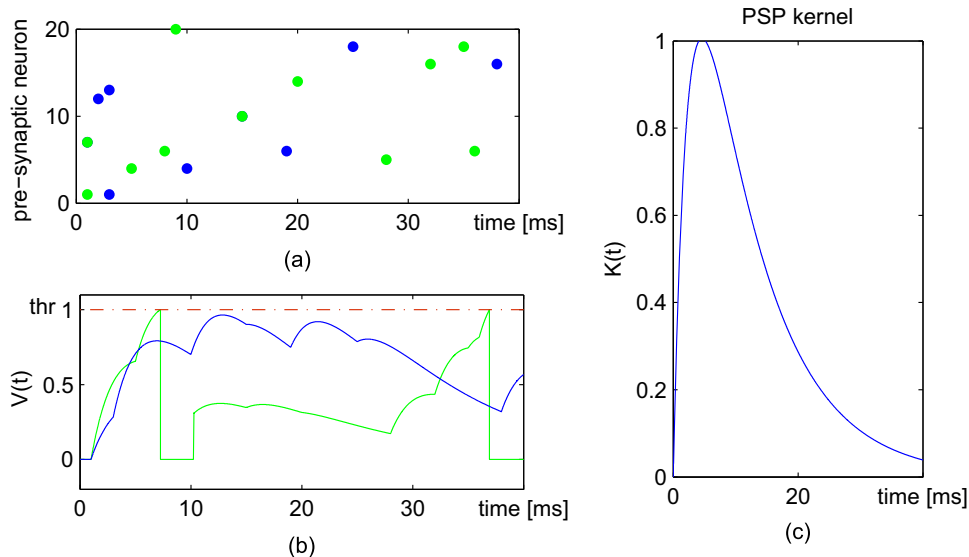 20
10
0
pre-synaptic neuron
0
10
20
30
time [ms]
(a)
thr 1
0.5
0
V(t)
0
10
20
30
time [ms]
(b)
PSP kernel
1
0.8
0.6
0.4
0.2
0
K(t)
0
20
time [ms]
(c)